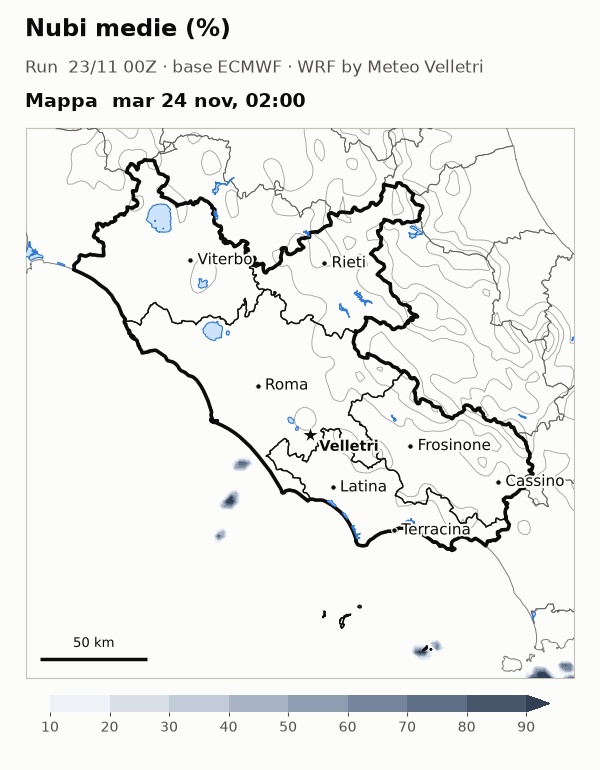 Nubi medie (%)
Run 23/11 00Z · base ECMWF · WRF by Meteo Velletri
Mappa mar 24 nov, 02:00
Viterbo
Rieti
Roma
Velletri
Frosinone
Cassino
Latina
Terracina
50 km
10 20 30 40 50 60 70 80 90